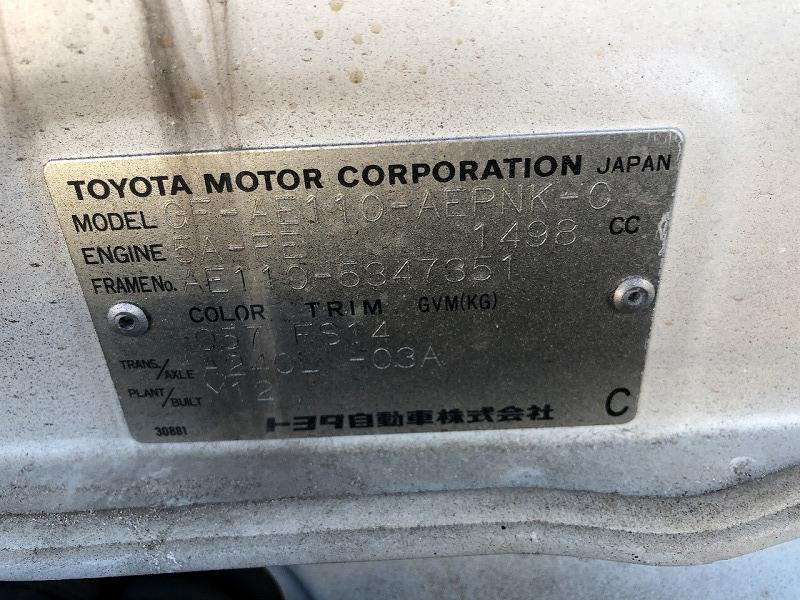 TOYOTA MOTOR CORPORATION JAPAN
MODEL GF-AE110-AEPNK-C
ENGINE 5A-FE 1498 CC
FRAME No. AE110-5347351
COLOR TRIM GVM(KG)
057 FS14
TRANS./AXLE A240L -03A
PLANT/BUILT M12
30881 トヨタ自動車株式会社 C